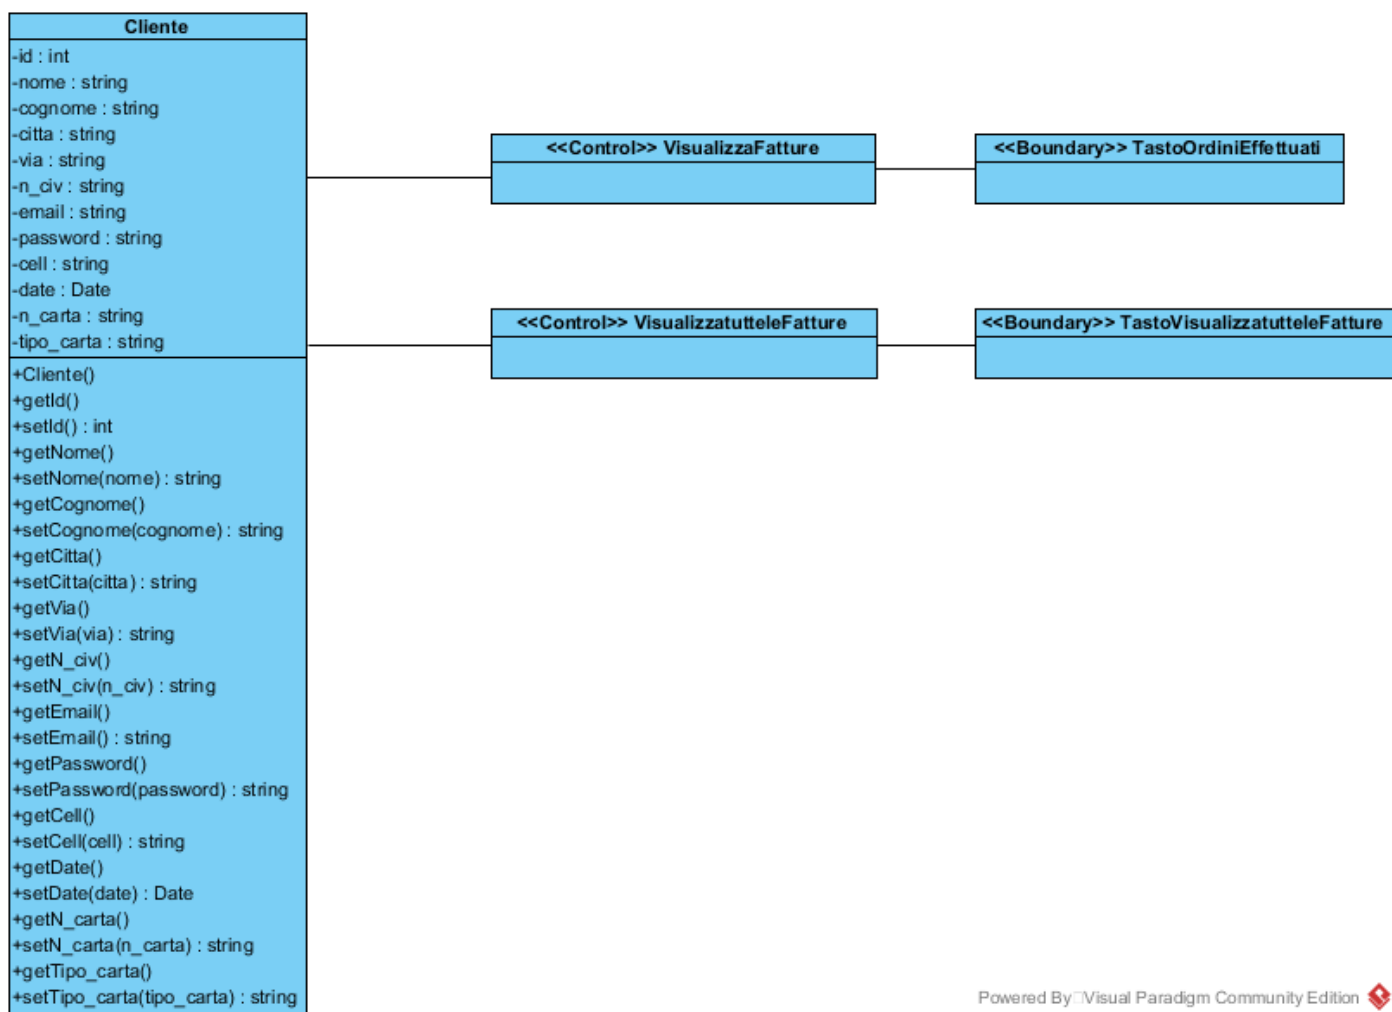 Cliente
-id : int
-nome : string
-cognome : string
-citta : string
-via : string
-n_civ : string
-email : string
-password : string
-cell : string
-date : Date
-n_carta : string
-tipo_carta : string
+Cliente()
+getId()
+setId() : int
+getNome()
+setNome(nome) : string
+getCognome()
+setCognome(cognome) : string
+getCitta()
+setCitta(citta) : string
+getVia()
+setVia(via) : string
+getN_civ()
+setN_civ(n_civ) : string
+getEmail()
+setEmail() : string
+getPassword()
+setPassword(password) : string
+getCell()
+setCell(cell) : string
+getDate()
+setDate(date) : Date
+getN_carta()
+setN_carta(n_carta) : string
+getTipo_carta()
+setTipo_carta(tipo_carta) : string
<<Control>> VisualizzaFatture
<<Boundary>> TastoOrdiniEffettuati
<<Control>> VisualizzatutteleFatture
<<Boundary>> TastoVisualizzatutteleFatture
Powered By Visual Paradigm Community Edition